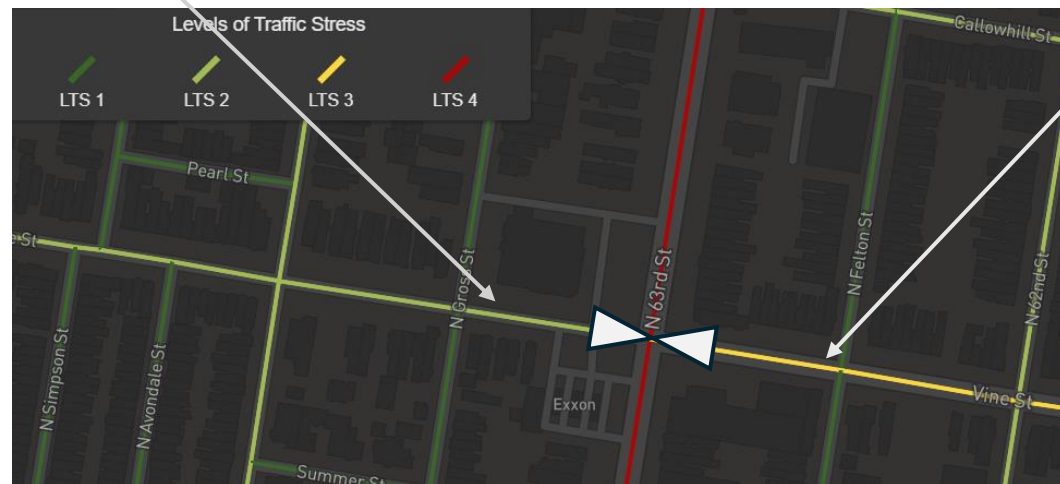 Levels of Traffic Stress
LTS 1
LTS 2
LTS 3
LTS 4
Callowhill St
Pearl St
e St
N Gross St
N 63rd St
N Felton St
N 62nd St
N Simpson St
N Avondale St
Exxon
Vine St
Summer St